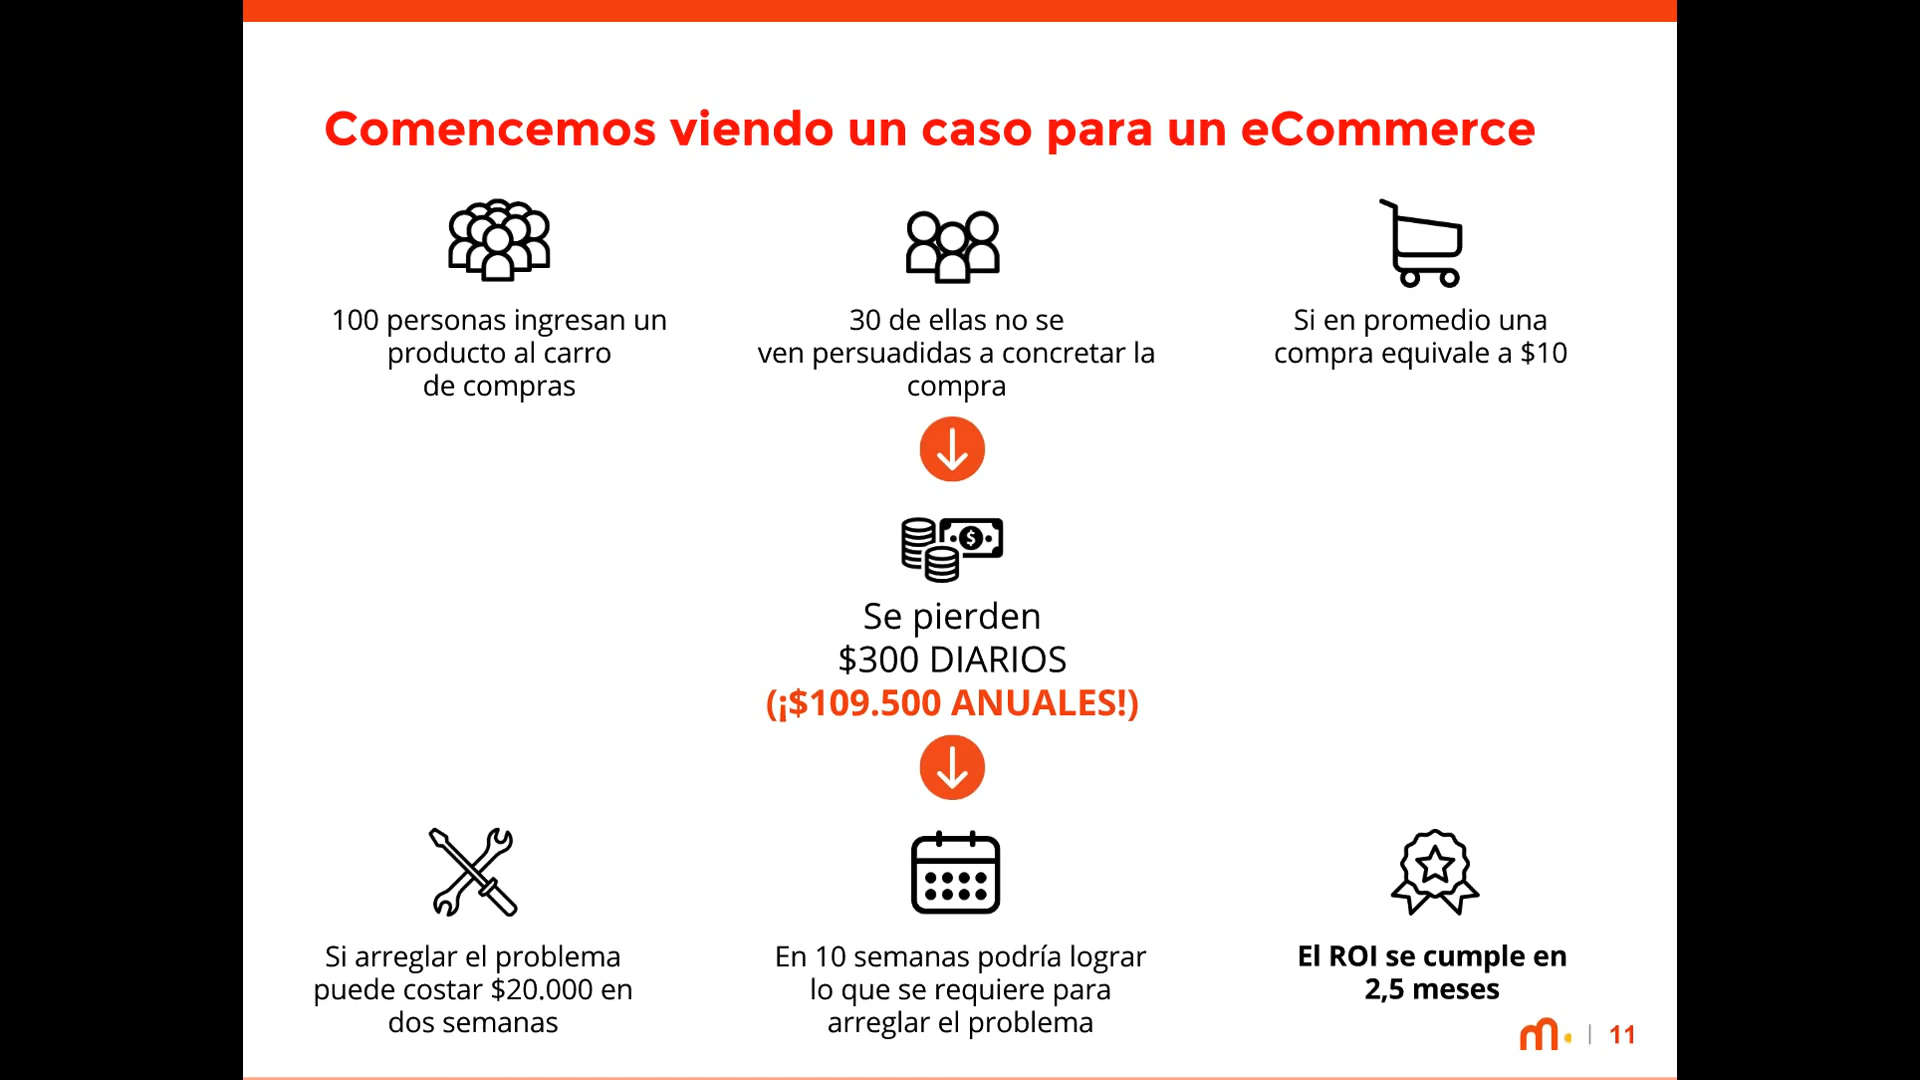 Comencemos viendo un caso para un eCommerce
100 personas ingresan un
producto al carro
de compras
30 de ellas no se
ven persuadidas a concretar la
compra
Si en promedio una
compra equivale a $10
$
Se pierden
$300 DIARIOS
(¡$109.500 ANUALES!)
Si arreglar el problema
puede costar $20.000 en
dos semanas
En 10 semanas podría lograr
lo que se requiere para
arreglar el problema
El ROI se cumple en
2,5 meses
m. | 11